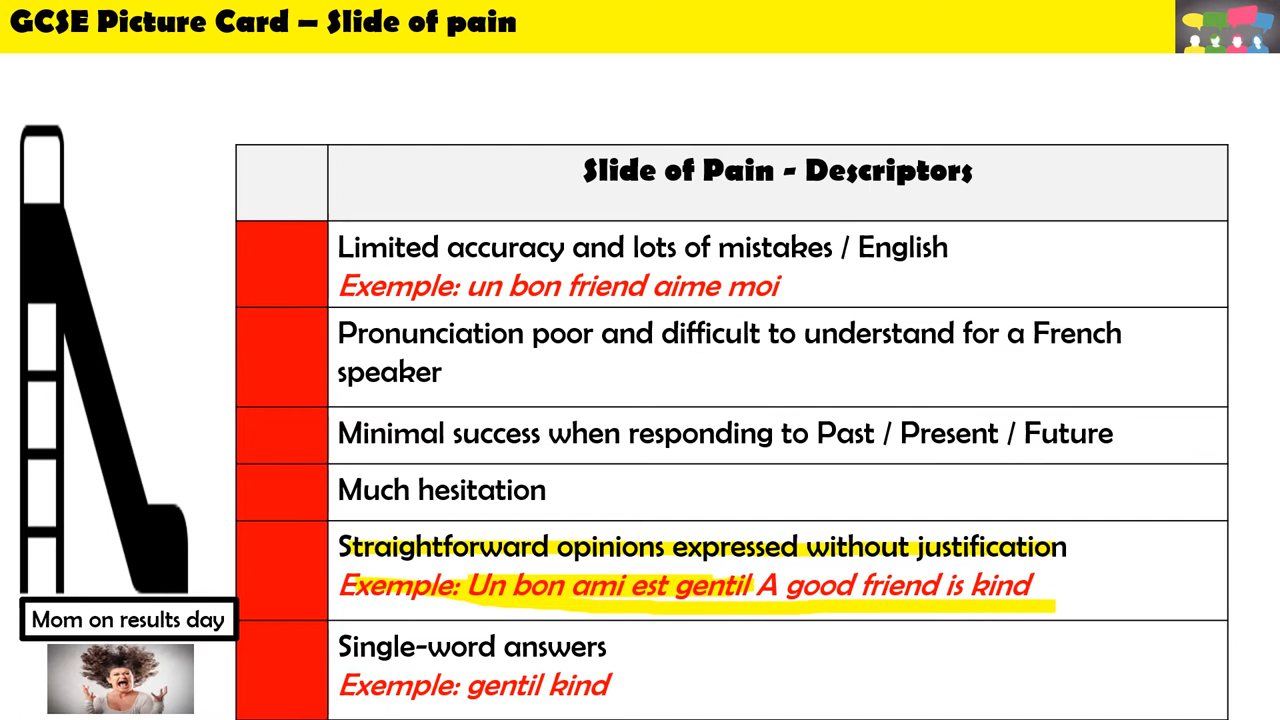 GCSE Picture Card – Slide of pain
Slide of Pain - Descriptors
Limited accuracy and lots of mistakes / English
Exemple: un bon friend aime moi
Pronunciation poor and difficult to understand for a French
speaker
Minimal success when responding to Past / Present / Future
Much hesitation
Straightforward opinions expressed without justification
Exemple: Un bon ami est gentil A good friend is kind
Single-word answers
Exemple: gentil kind
Mom on results day